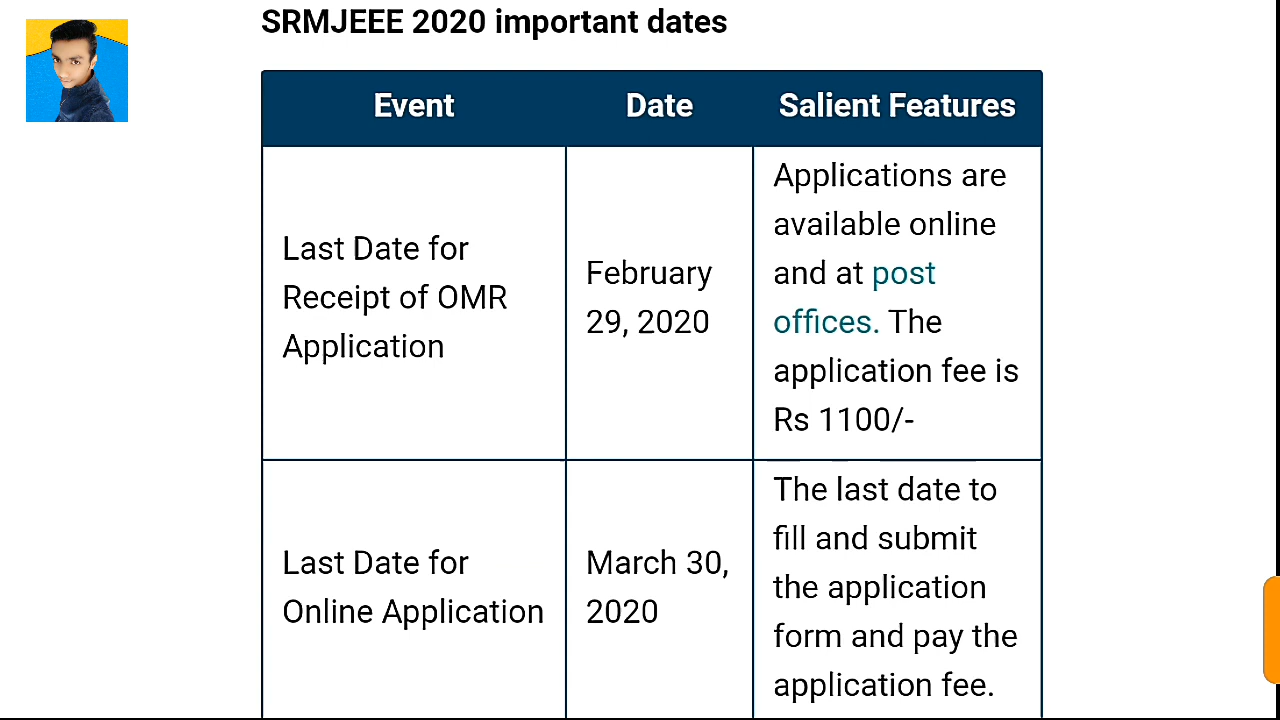 SRMJEEE 2020 important dates
Event Date Salient Features
Last Date for
Receipt of OMR
Application
February
29, 2020
Applications are
available online
and at post
offices. The
application fee is
Rs 1100/-
Last Date for
Online Application
March 30,
2020
The last date to
fill and submit
the application
form and pay the
application fee.